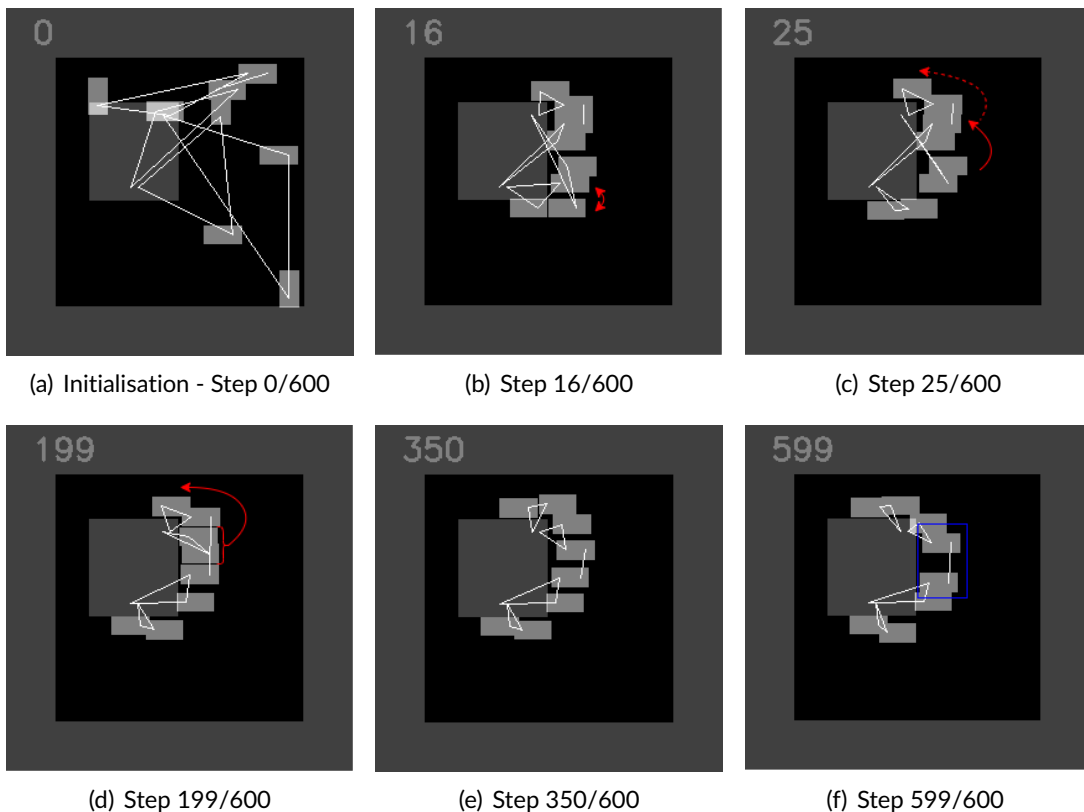 0
16
25
(a) Initialisation - Step 0/600
(b) Step 16/600
(c) Step 25/600
199
350
599
(d) Step 199/600
(e) Step 350/600
(f) Step 599/600